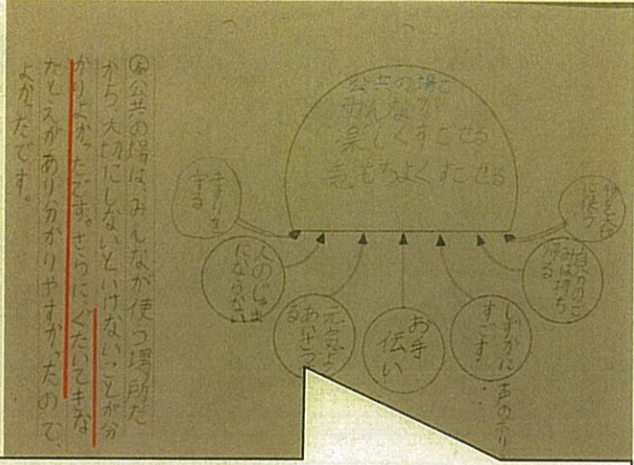 公共の場で
みんなが
楽しくすごせる
気もちよくすごせる
物を大切
に使う
自分のご
みは持ち
帰る
しずかに
すごす
声の大
お手
伝い
元気よく
あいさつ
する
人のじゃま
にならない
きまりを
守る
公共の場は、みんなが使う場所だ
から、大切にしないといけないことが分
かりよかったです。さらに、ぐたいてきな
たとえがあり分かりやすかったので、
よかったです。